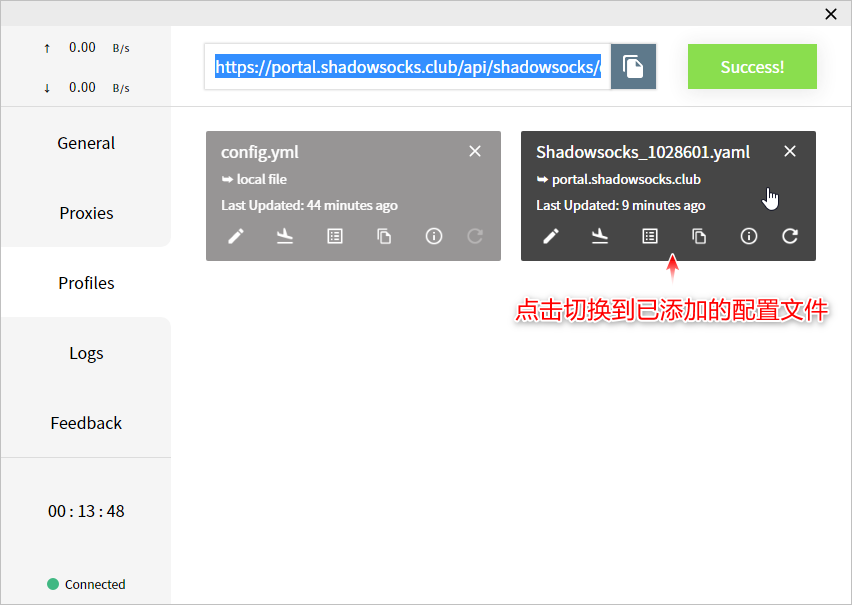 ↑ 0.00 B/s
↓ 0.00 B/s
https://portal.shadowsocks.club/api/shadowsocks/
Success!
General
Proxies
Profiles
Logs
Feedback
00 : 13 : 48
Connected
config.yml
local file
Last Updated: 44 minutes ago
Shadowsocks_1028601.yaml
portal.shadowsocks.club
Last Updated: 9 minutes ago
点击切换到已添加的配置文件